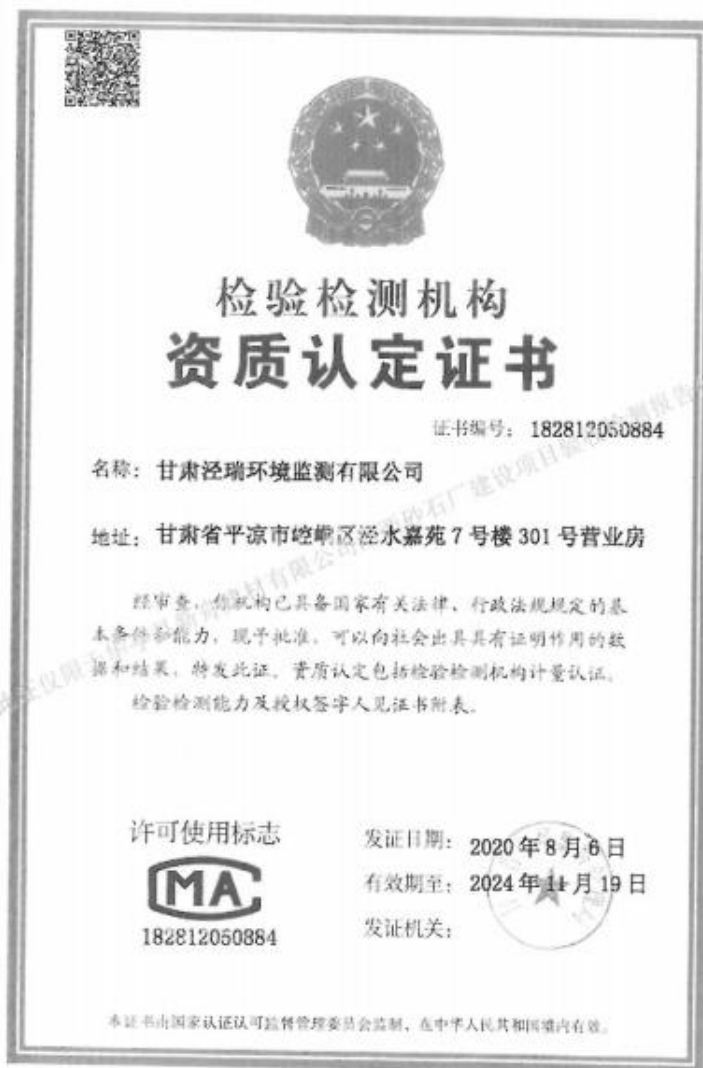 检验检测机构
资质认定证书
证书编号：182812050884
名称：甘肃泾瑞环境监测有限公司
地址：甘肃省平凉市崆峒区泾水嘉苑7号楼301号营业房
经审查，你机构已具备国家有关法律、行政法规规定的基
本条件和能力，现予批准，可以向社会出具具有证明作用的数
据和结果，特发此证。资质认定包括检验检测机构计量认证。
检验检测能力及授权签字人见证书附表。
许可使用标志
MA
182812050884
发证日期：2020年8月6日
有效期至：2024年11月19日
发证机关：
本证书由国家认证认可监督管理委员会监制，在中华人民共和国境内有效。